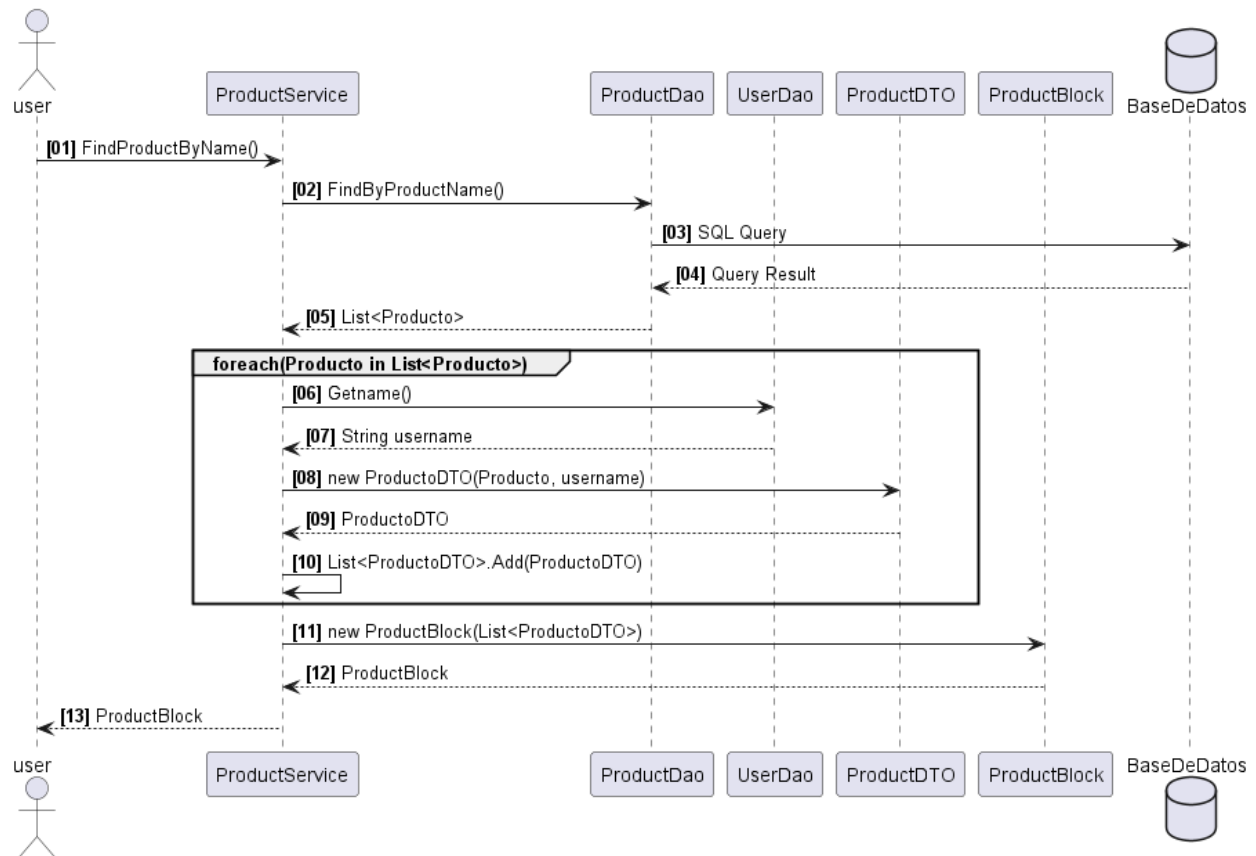 user
ProductService
ProductDao
UserDao
ProductDTO
ProductBlock
BaseDeDatos
[01] FindProductByName()
[02] FindByProductName()
[03] SQL Query
[04] Query Result
[05] List<Producto>
foreach(Producto in List<Producto>)
[06] Getname()
[07] String username
[08] new ProductoDTO(Producto, username)
[09] ProductoDTO
[10] List<ProductoDTO>.Add(ProductoDTO)
[11] new ProductBlock(List<ProductoDTO>)
[12] ProductBlock
[13] ProductBlock
user
ProductService
ProductDao
UserDao
ProductDTO
ProductBlock
BaseDeDatos